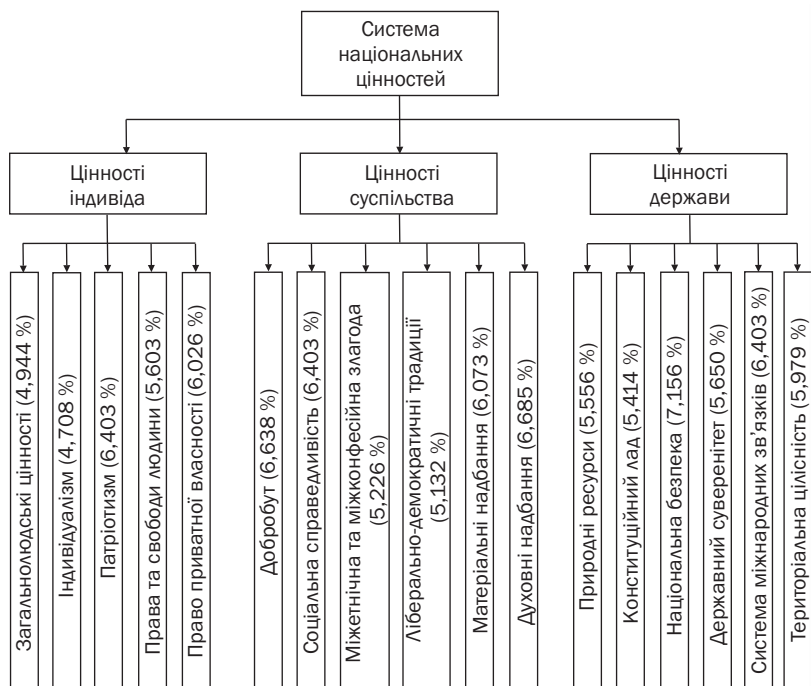 Система
національних
цінностей
Цінності
індивіда
Цінності
суспільства
Цінності
держави
Загальнолюдські цінності (4,944 %)
Індивідуалізм (4,708 %)
Патріотизм (6,403 %)
Права та свободи людини (5,603 %)
Право приватної власності (6,026 %)
Добробут (6,638 %)
Соціальна справедливість (6,403 %)
Міжетнічна та міжконфесійна злагода
(5,226 %)
Ліберально-демократичні традиції
(5,132 %)
Матеріальні надбання (6,073 %)
Духовні надбання (6,685 %)
Природні ресурси (5,556 %)
Конституційний лад (5,414 %)
Національна безпека (7,156 %)
Державний суверенітет (5,650 %)
Система міжнародних зв’язків (6,403 %)
Територіальна цілісність (5,979 %)